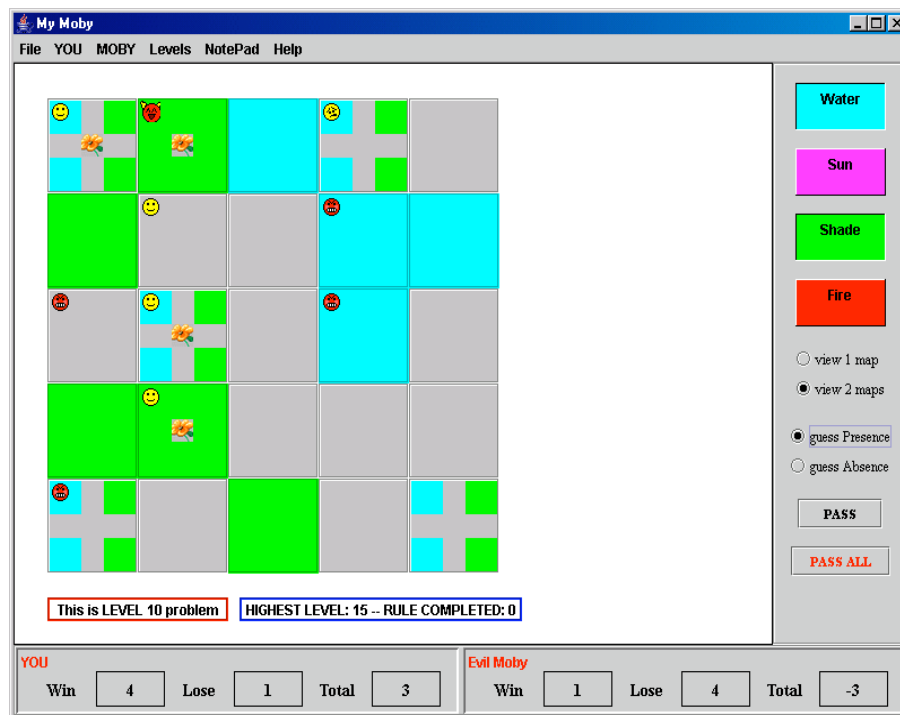 My Moby
File YOU MOBY Levels NotePad Help
Water
Sun
Shade
Fire
view 1 map
view 2 maps
guess Presence
guess Absence
PASS
PASS ALL
This is LEVEL 10 problem HIGHEST LEVEL: 15 -- RULE COMPLETED: 0
YOU
Win 4 Lose 1 Total 3
Evil Moby
Win 1 Lose 4 Total -3